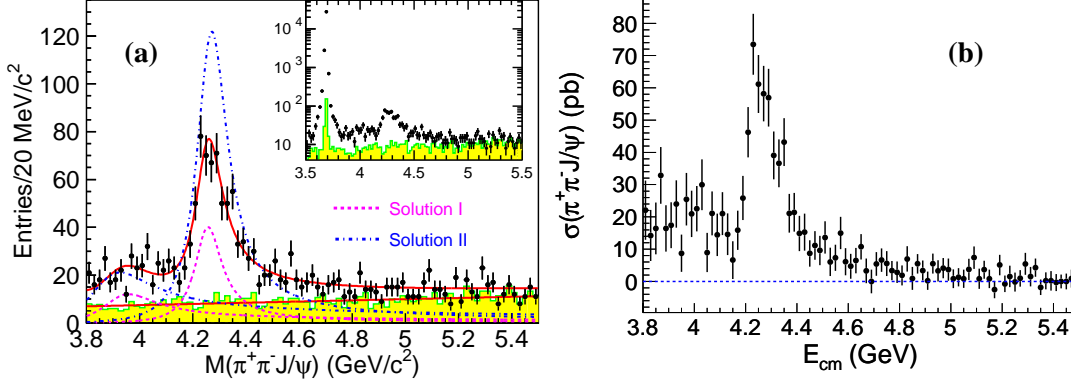 (a)
Entries/20 MeV/c²
120
100
80
60
40
20
0
3.8 4 4.2 4.4 4.6 4.8 5 5.2 5.4
M(π⁺π⁻J/ψ) (GeV/c²)
10⁴
10³
10²
10
3.5 4 4.5 5 5.5
Solution I
Solution II
(b)
σ(π⁺π⁻J/ψ) (pb)
80
70
60
50
40
30
20
10
0
3.8 4 4.2 4.4 4.6 4.8 5 5.2 5.4
E_cm (GeV)